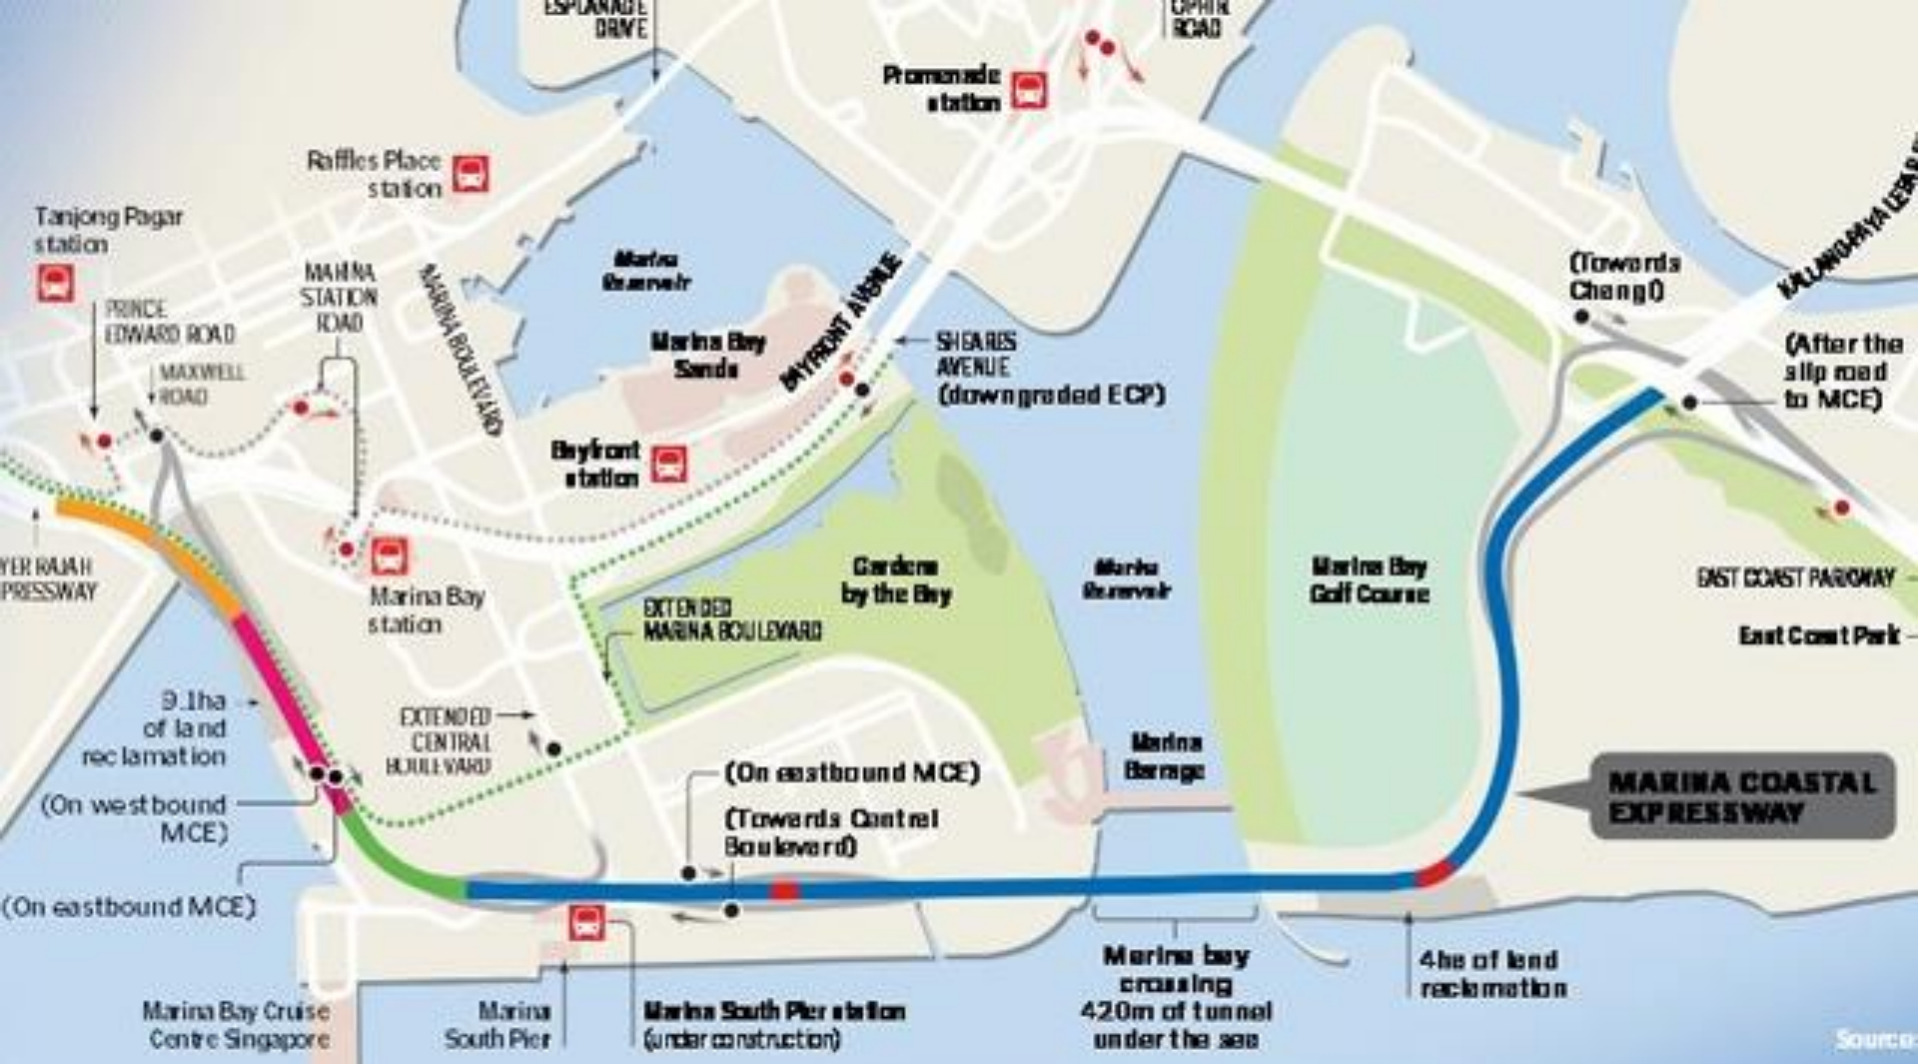 ESPLANADE
DRIVE
OPHIR
ROAD
Promenade
station
Raffles Place
station
Tanjong Pagar
station
PRINCE
EDWARD ROAD
MAXWELL
ROAD
MARINA
STATION
ROAD
MARINA BOULEVARD
Marina
Reservoir
Marina Bay
Sands
BAYFRONT AVENUE
SHEARES
AVENUE
(downgraded ECP)
Bayfront
station
(Towards
Changi)
(After the
slip road
to MCE)
YER RAJAH
PRESSWAY
Marina Bay
station
Gardens
by the Bay
EXTENDED
MARINA BOULEVARD
Marina
Reservoir
Marina Bay
Golf Course
EAST COAST PARKWAY
East Coast Park
9.1ha
of land
reclamation
EXTENDED
CENTRAL
BOULEVARD
(On westbound
MCE)
(On eastbound MCE)
(On eastbound MCE)
(Towards Central
Boulevard)
Marina
Barrage
MARINA COASTAL
EXPRESSWAY
Marina Bay Cruise
Centre Singapore
Marina
South Pier
Marina South Pier station
(under construction)
Marina bay
crossing
420m of tunnel
under the sea
4ha of land
reclamation
Source